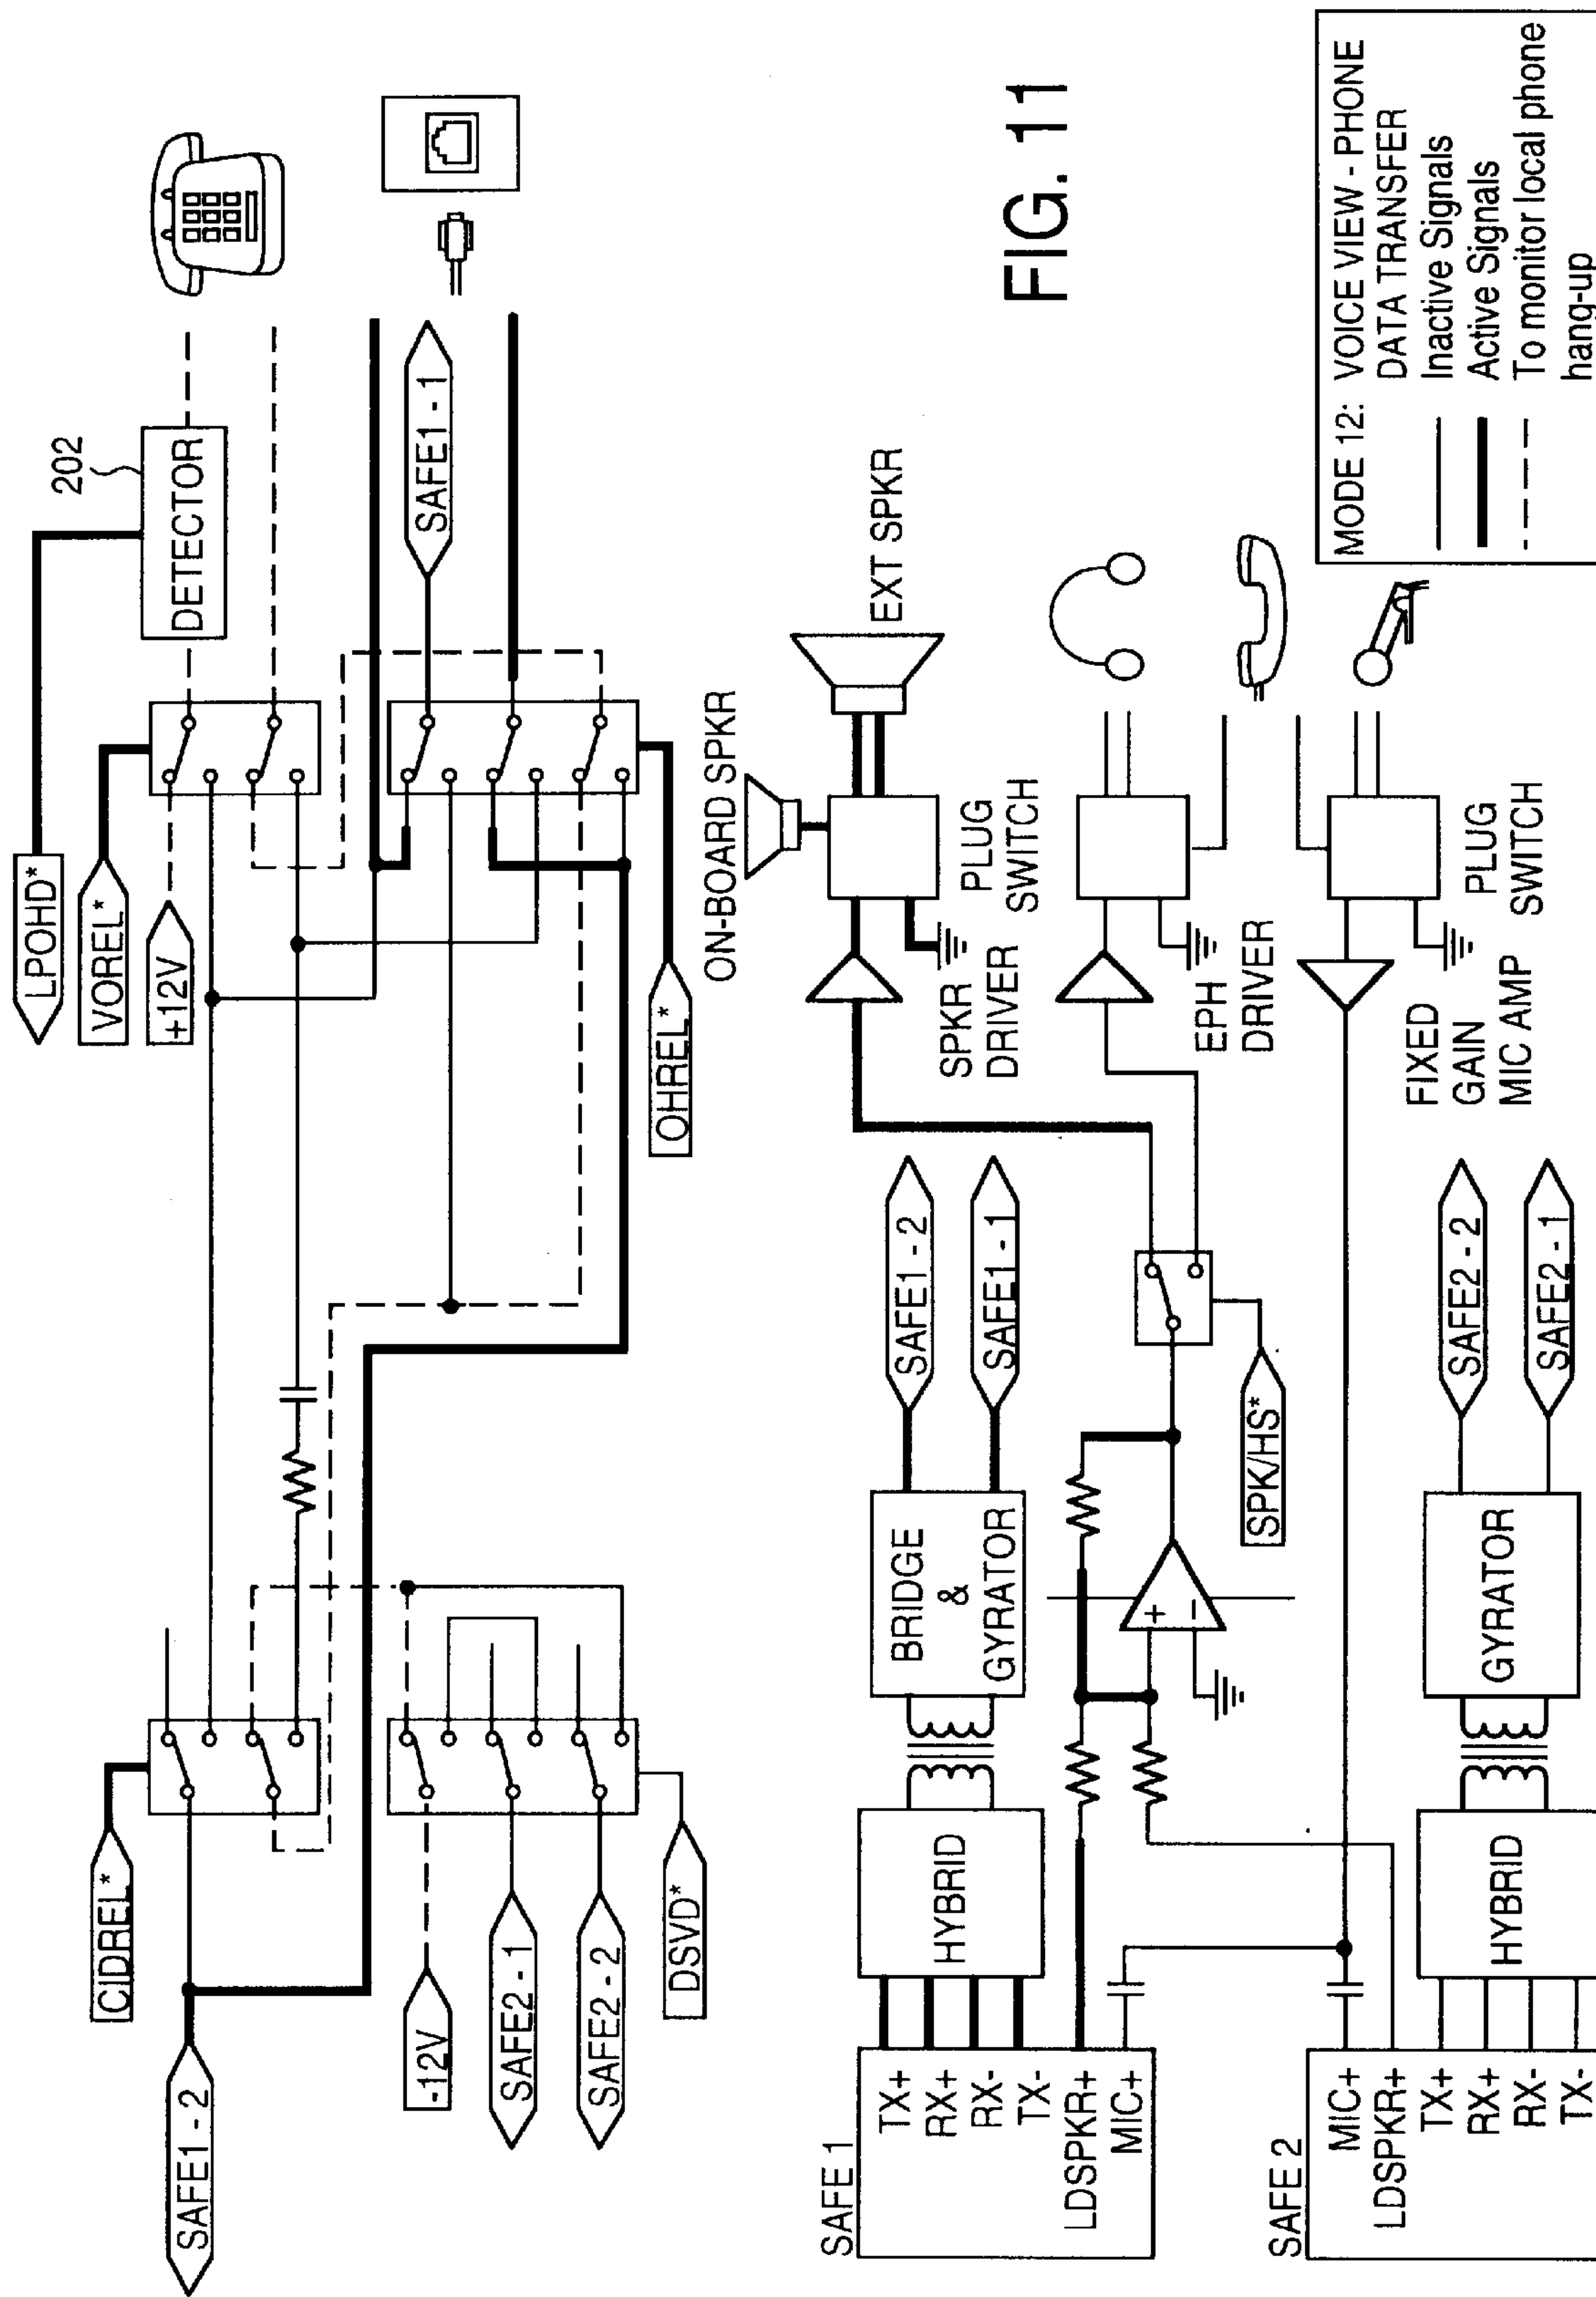 202
LPOHD*
VOREL*
+12V
DETECTOR
CIDREL*
SAFE1 - 2
-12V
SAFE2 - 1
SAFE2 - 2
DSVD*
SAFE1 - 1
OHREL*
FIG. 11
SAFE 1
TX+
RX+
RX-
TX-
LDSPKR+
MIC+
HYBRID
BRIDGE
&
GYRATOR
SAFE1 - 2
SAFE1 - 1
SPK/HS*
ON-BOARD SPKR
EXT SPKR
SPKR
DRIVER
PLUG
SWITCH
EPH
DRIVER
FIXED
GAIN
MIC AMP
PLUG
SWITCH
+
–
SAFE 2
MIC+
LDSPKR+
TX+
RX+
RX-
TX-
HYBRID
GYRATOR
SAFE2 - 2
SAFE2 - 1
MODE 12: VOICE VIEW - PHONE
DATA TRANSFER
Inactive Signals
Active Signals
To monitor local phone
hang-up